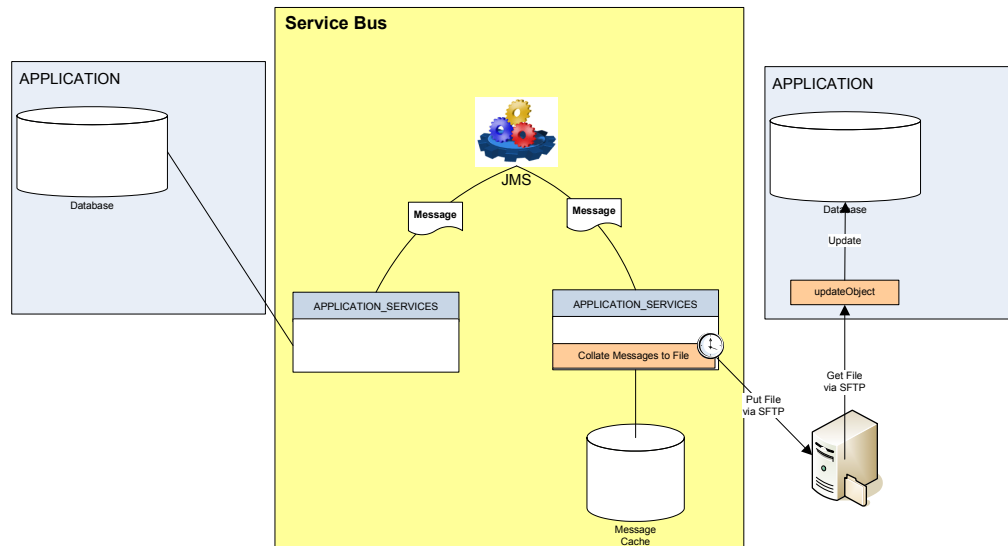 Service Bus
APPLICATION
Database
JMS
Message
Message
APPLICATION_SERVICES
APPLICATION_SERVICES
Collate Messages to File
Message
Cache
Put File
via SFTP
APPLICATION
Database
Update
updateObject
Get File
via SFTP